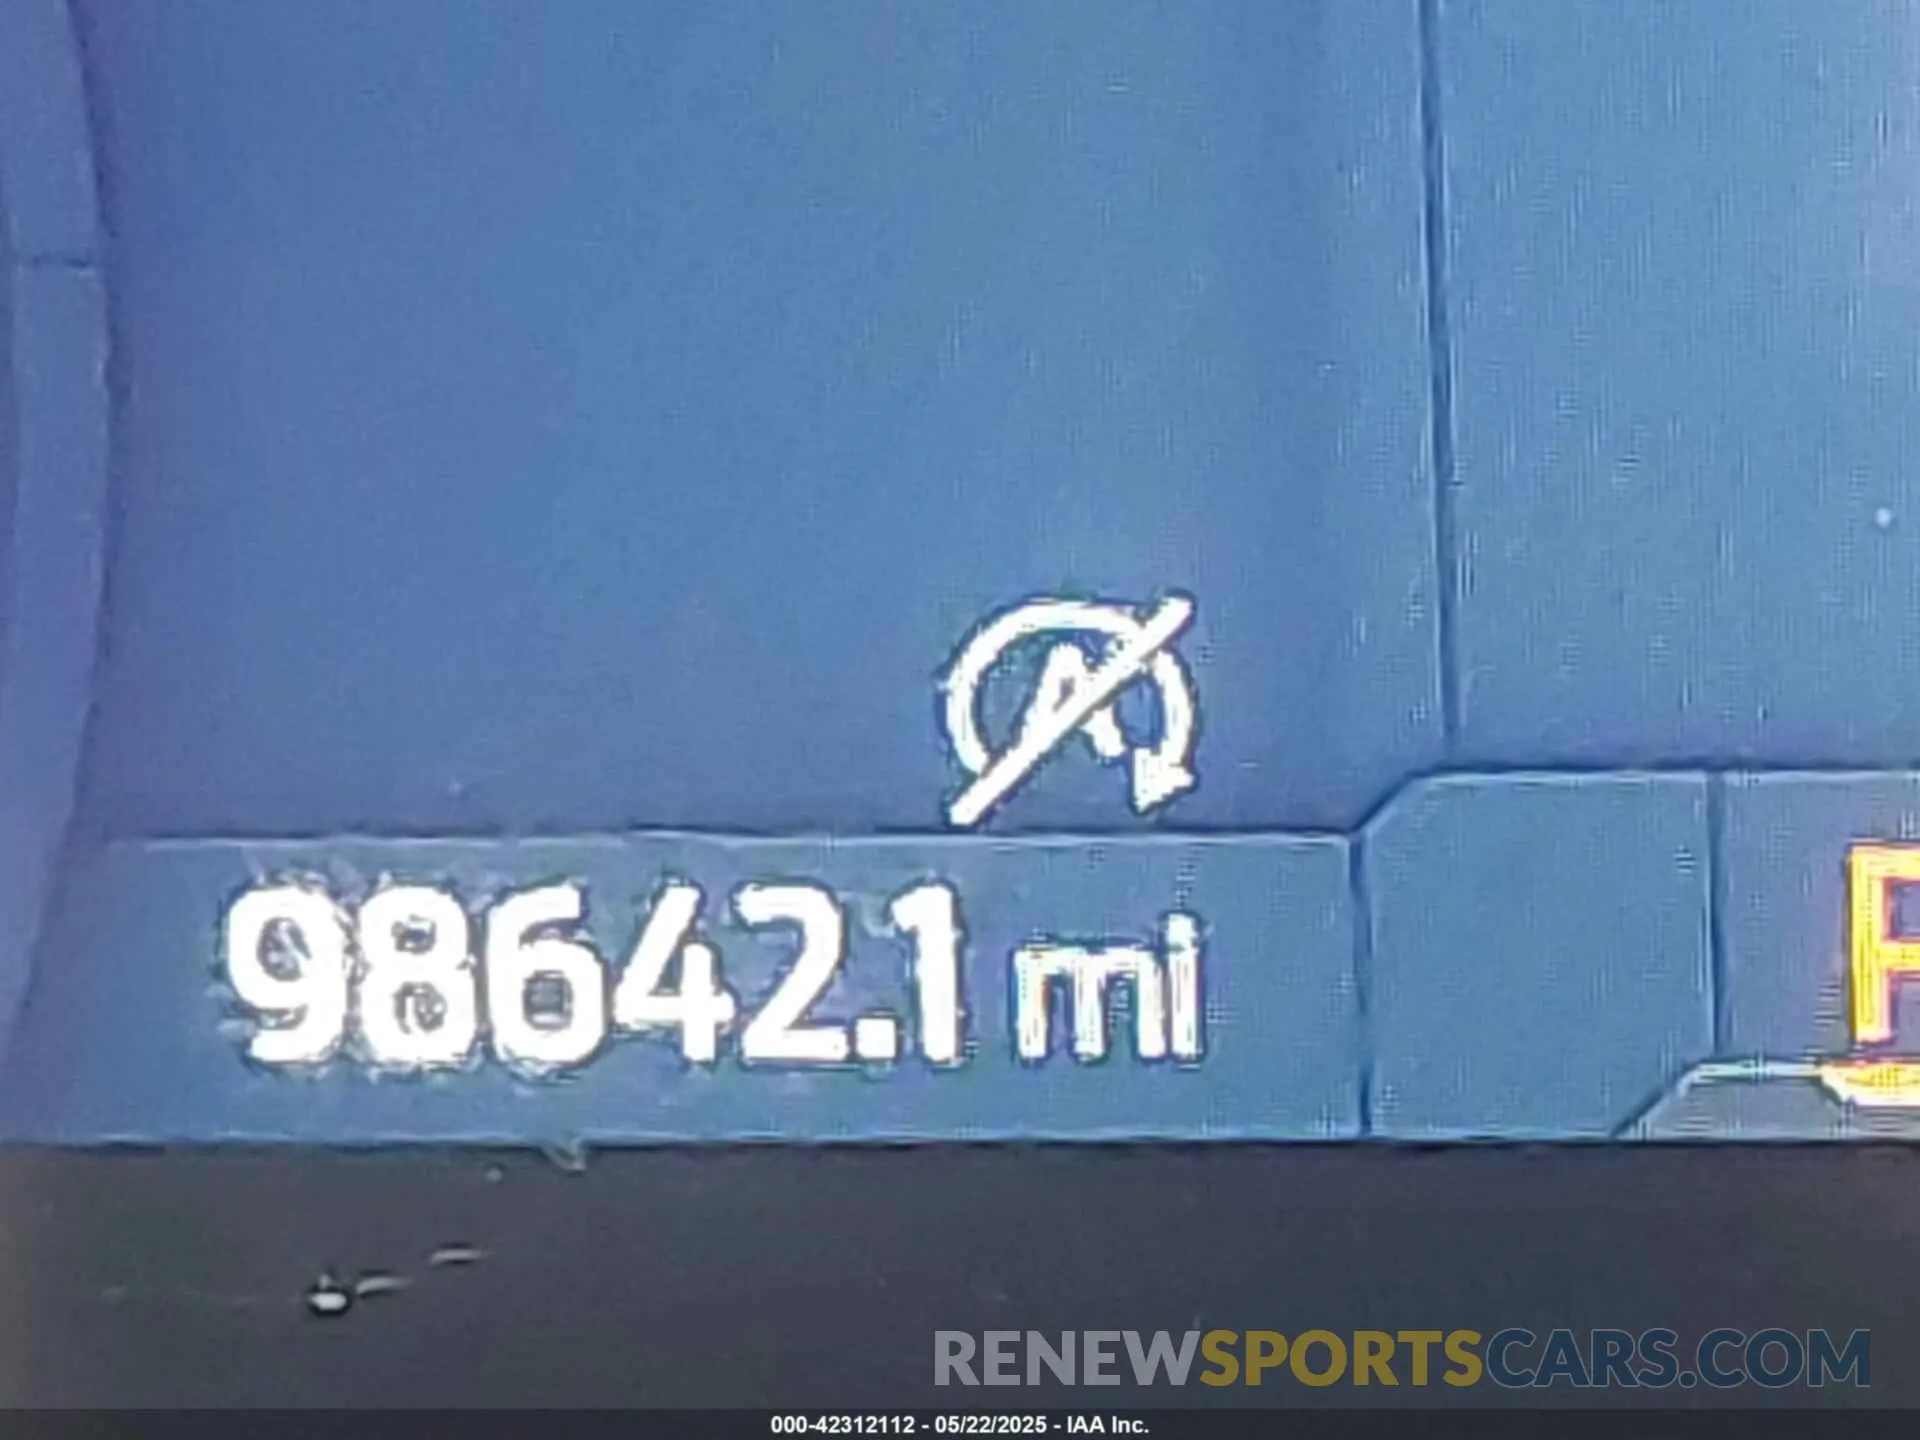 98642.1 mi
RENEWSPORTSCARS.COM
000-42312112 - 05/22/2025 - IAA Inc.